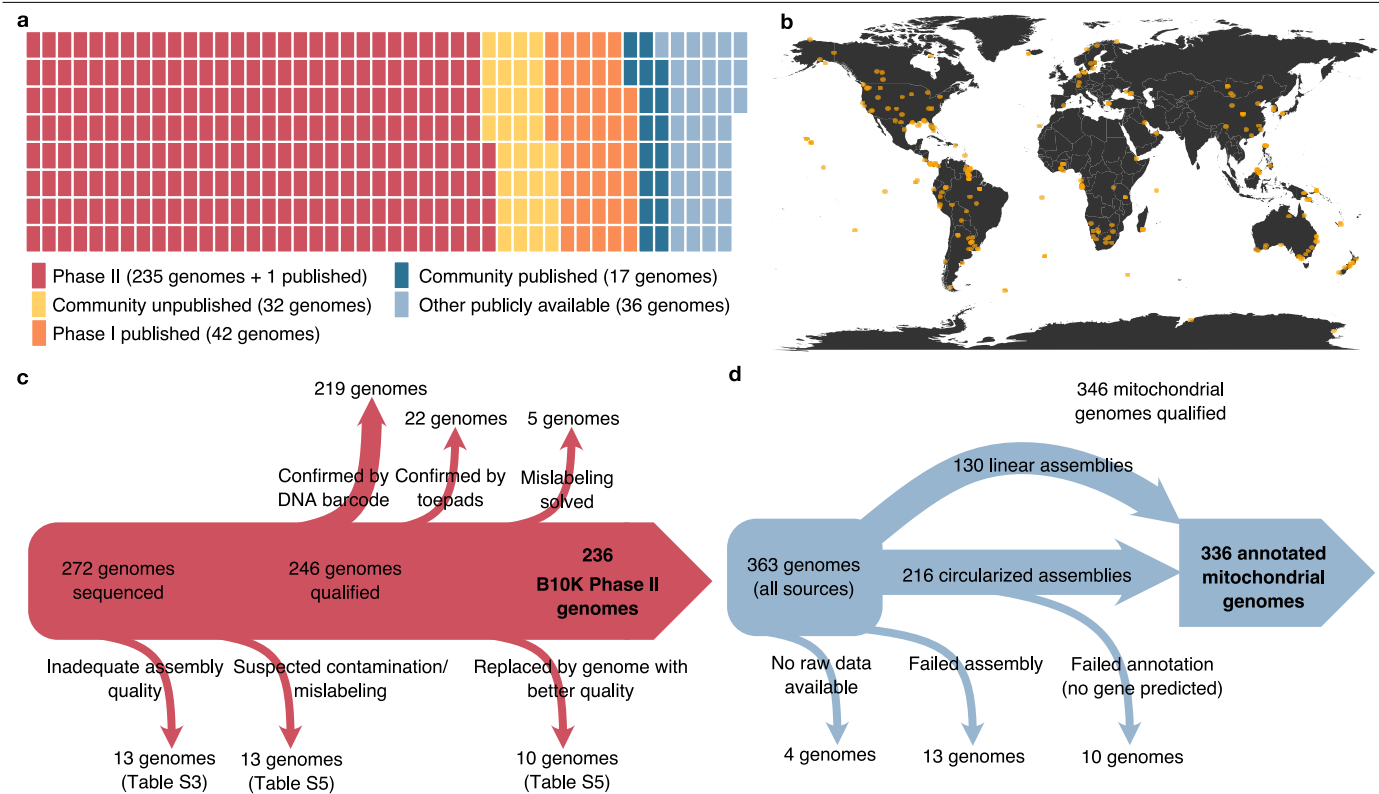 a
Phase II (235 genomes + 1 published)
Community unpublished (32 genomes)
Phase I published (42 genomes)
Community published (17 genomes)
Other publicly available (36 genomes)
b
c
219 genomes
22 genomes
5 genomes
Confirmed by
DNA barcode
Confirmed by
toepads
Mislabeling
solved
272 genomes
sequenced
246 genomes
qualified
236
B10K Phase II
genomes
Inadequate assembly
quality
Suspected contamination/
mislabeling
Replaced by genome with
better quality
13 genomes
(Table S3)
13 genomes
(Table S5)
10 genomes
(Table S5)
d
346 mitochondrial
genomes qualified
130 linear assemblies
363 genomes
(all sources)
216 circularized assemblies
336 annotated
mitochondrial
genomes
No raw data
available
Failed assembly
Failed annotation
(no gene predicted)
4 genomes
13 genomes
10 genomes